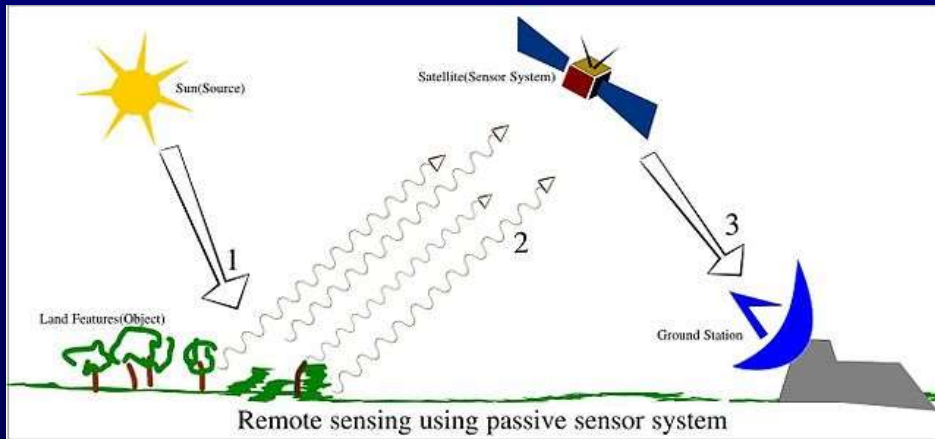 Sun(Source)
Satellite(Sensor System)
1
2
3
Land Features(Object)
Ground Station
Remote sensing using passive sensor system